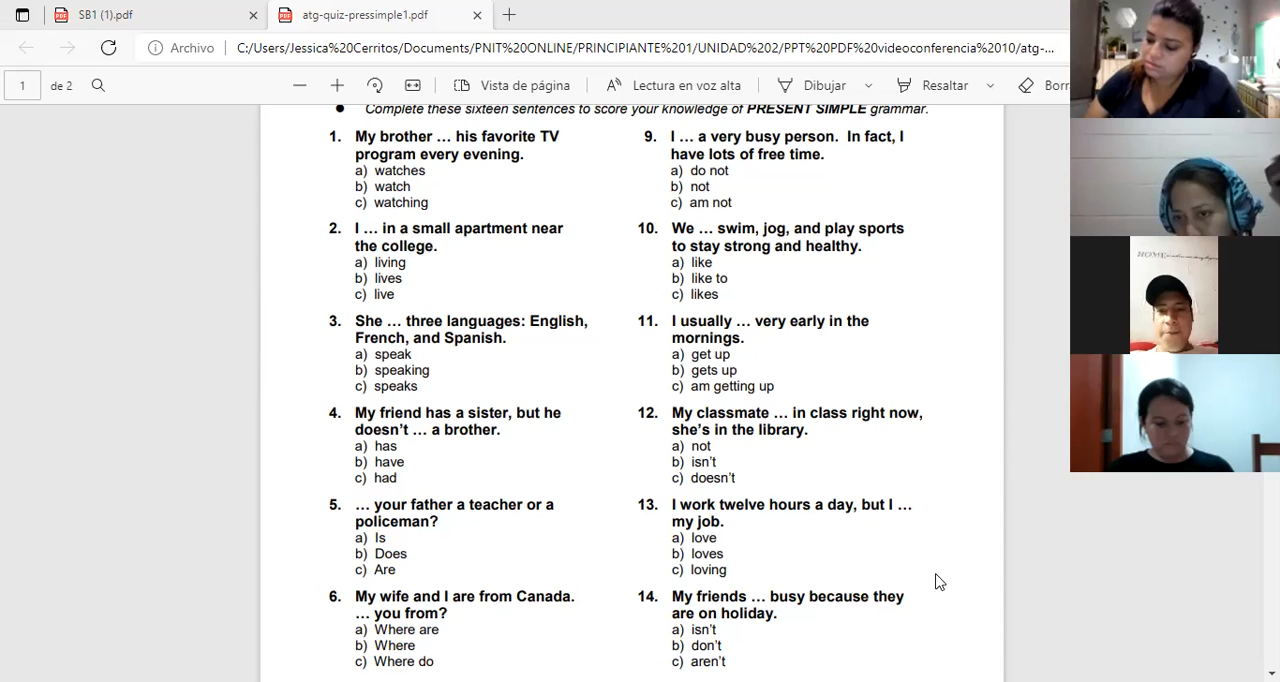 SB1 (1).pdf
atg-quiz-pressimple1.pdf
Archivo
C:/Users/Jessica%20Cerritos/Documents/PNIT%20ONLINE/PRINCIPIANTE%201/UNIDAD%202/PPT%20PDF%20videoconferencia%2010/atg-...
1 de 2
Vista de página
Lectura en voz alta
Dibujar
Resaltar
Borr
● Complete these sixteen sentences to score your knowledge of PRESENT SIMPLE grammar.
1. My brother … his favorite TV
program every evening.
a) watches
b) watch
c) watching
2. I … in a small apartment near
the college.
a) living
b) lives
c) live
3. She … three languages: English,
French, and Spanish.
a) speak
b) speaking
c) speaks
4. My friend has a sister, but he
doesn't … a brother.
a) has
b) have
c) had
5. … your father a teacher or a
policeman?
a) Is
b) Does
c) Are
6. My wife and I are from Canada.
… you from?
a) Where are
b) Where
c) Where do
9. I … a very busy person. In fact, I
have lots of free time.
a) do not
b) not
c) am not
10. We … swim, jog, and play sports
to stay strong and healthy.
a) like
b) like to
c) likes
11. I usually … very early in the
mornings.
a) get up
b) gets up
c) am getting up
12. My classmate … in class right now,
she's in the library.
a) not
b) isn't
c) doesn't
13. I work twelve hours a day, but I …
my job.
a) love
b) loves
c) loving
14. My friends … busy because they
are on holiday.
a) isn't
b) don't
c) aren't
HOME